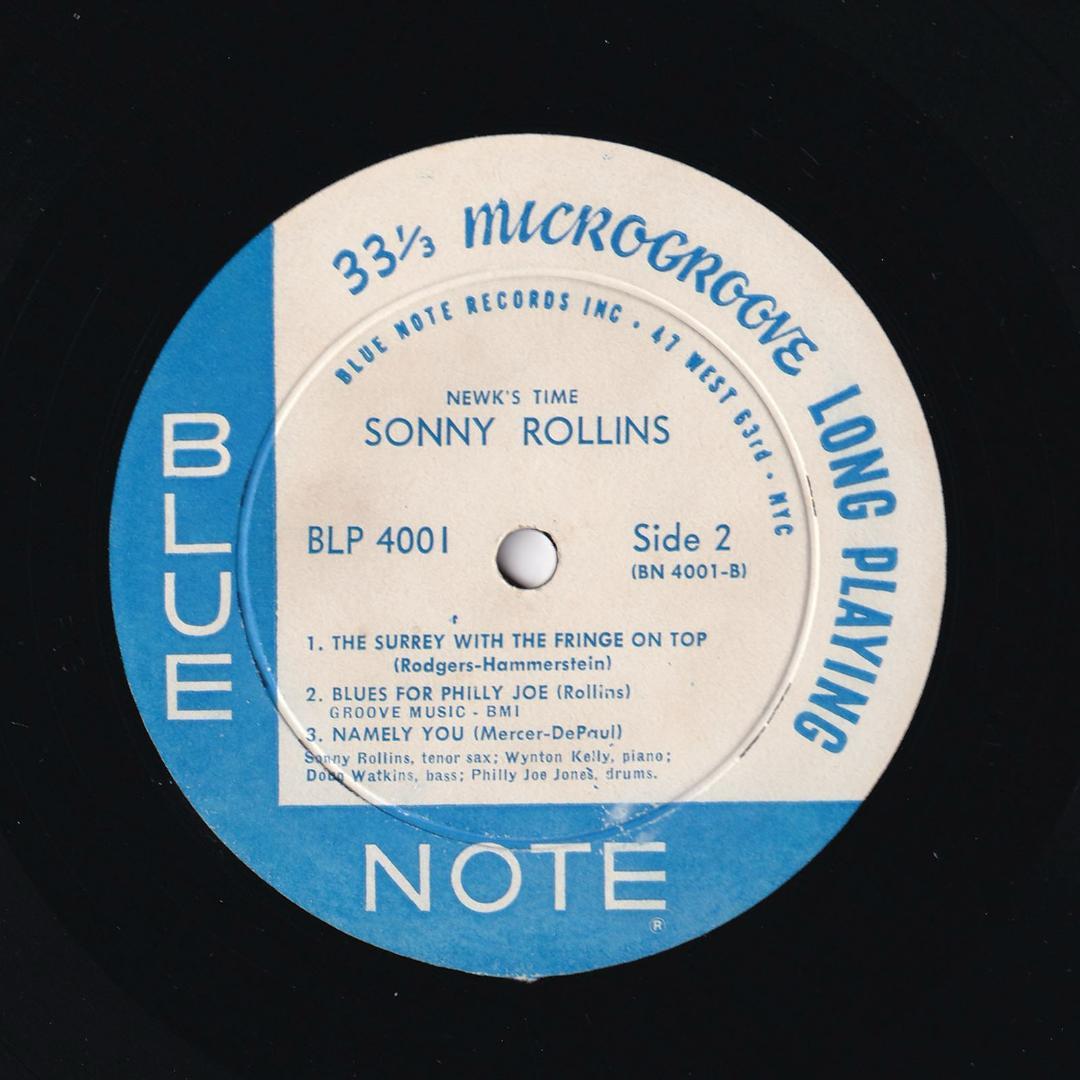 33⅓ MICROGROOVE LONG PLAYING
BLUE NOTE RECORDS INC · 47 WEST 63rd · NYC
NEWK'S TIME
SONNY ROLLINS
BLP 4001
Side 2
(BN 4001-B)
1. THE SURREY WITH THE FRINGE ON TOP
(Rodgers-Hammerstein)
2. BLUES FOR PHILLY JOE (Rollins)
GROOVE MUSIC - BMI
3. NAMELY YOU (Mercer-DePaul)
Sonny Rollins, tenor sax; Wynton Kelly, piano;
Doug Watkins, bass; Philly Joe Jones, drums.
BLUE
NOTE
®